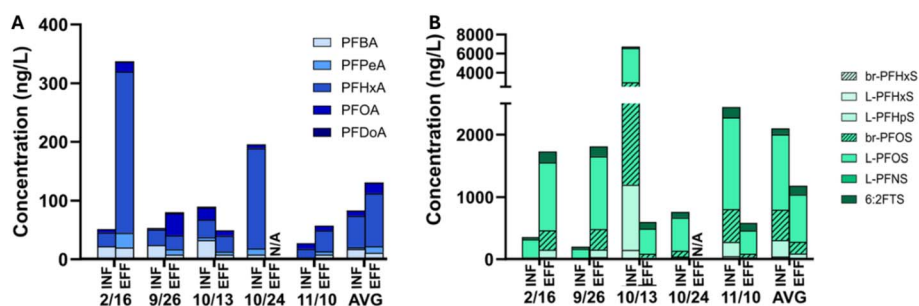 A
Concentration (ng/L)
400
300
200
100
0
PFBA
PFPeA
PFHxA
PFOA
PFDoA
INF EFF INF EFF INF EFF INF EFF N/A INF EFF INF EFF
2/16 9/26 10/13 10/24 11/10 AVG
B
Concentration (ng/L)
8000
6000
4000
2000
1000
0
br-PFHxS
L-PFHxS
L-PFHpS
br-PFOS
L-PFOS
L-PFNS
6:2FTS
INF EFF INF EFF INF EFF INF EFF N/A INF EFF INF EFF
2/16 9/26 10/13 10/24 11/10 AVG